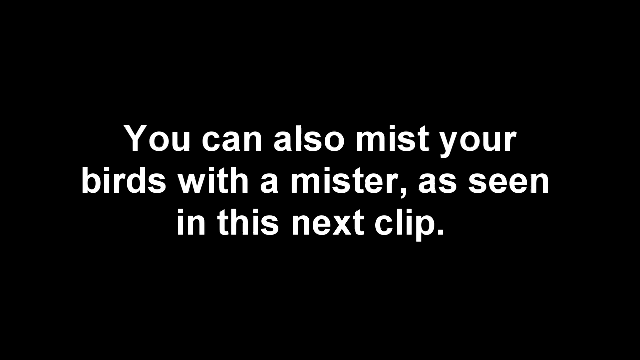 You can also mist your
birds with a mister, as seen
in this next clip.